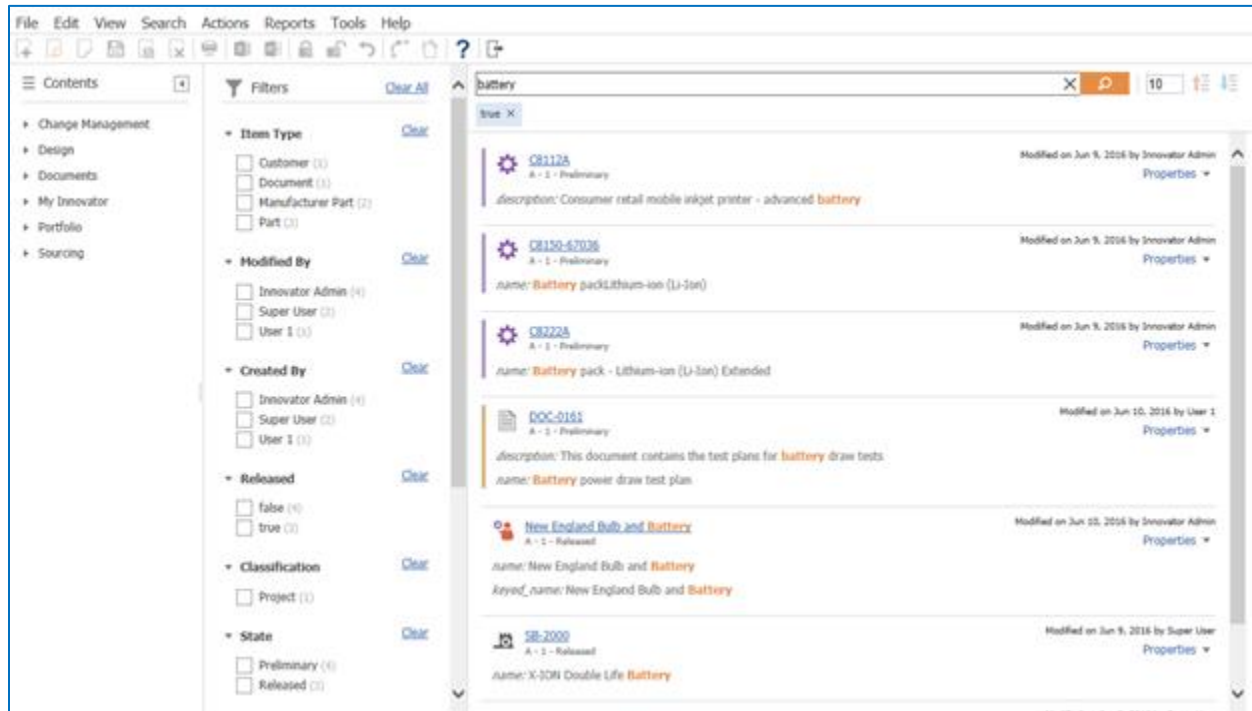 File Edit View Search Actions Reports Tools Help
Contents
Change Management
Design
Documents
My Innovator
Portfolio
Sourcing
Filters Clear All
Item Type Clear
Customer (1)
Document (1)
Manufacturer Part (2)
Part (3)
Modified By Clear
Innovator Admin (4)
Super User (2)
User 1 (1)
Created By Clear
Innovator Admin (4)
Super User (2)
User 1 (1)
Released Clear
false (4)
true (3)
Classification Clear
Project (1)
State Clear
Preliminary (4)
Released (3)
battery 10
true
C8112A Modified on Jun 9, 2016 by Innovator Admin
A - 1 - Preliminary Properties
description: Consumer retail mobile inkjet printer - advanced battery
C8150-67036 Modified on Jun 9, 2016 by Innovator Admin
A - 1 - Preliminary Properties
name: Battery packLithium-ion (Li-Ion)
C8222A Modified on Jun 9, 2016 by Innovator Admin
A - 1 - Preliminary Properties
name: Battery pack - Lithium-ion (Li-Ion) Extended
DOC-0161 Modified on Jun 10, 2016 by User 1
A - 1 - Preliminary Properties
description: This document contains the test plans for battery draw tests
name: Battery power draw test plan
New England Bulb and Battery Modified on Jun 10, 2016 by Innovator Admin
A - 1 - Released Properties
name: New England Bulb and Battery
keyed_name: New England Bulb and Battery
SB-2000 Modified on Jun 9, 2016 by Super User
A - 1 - Released Properties
name: X-ION Double Life Battery